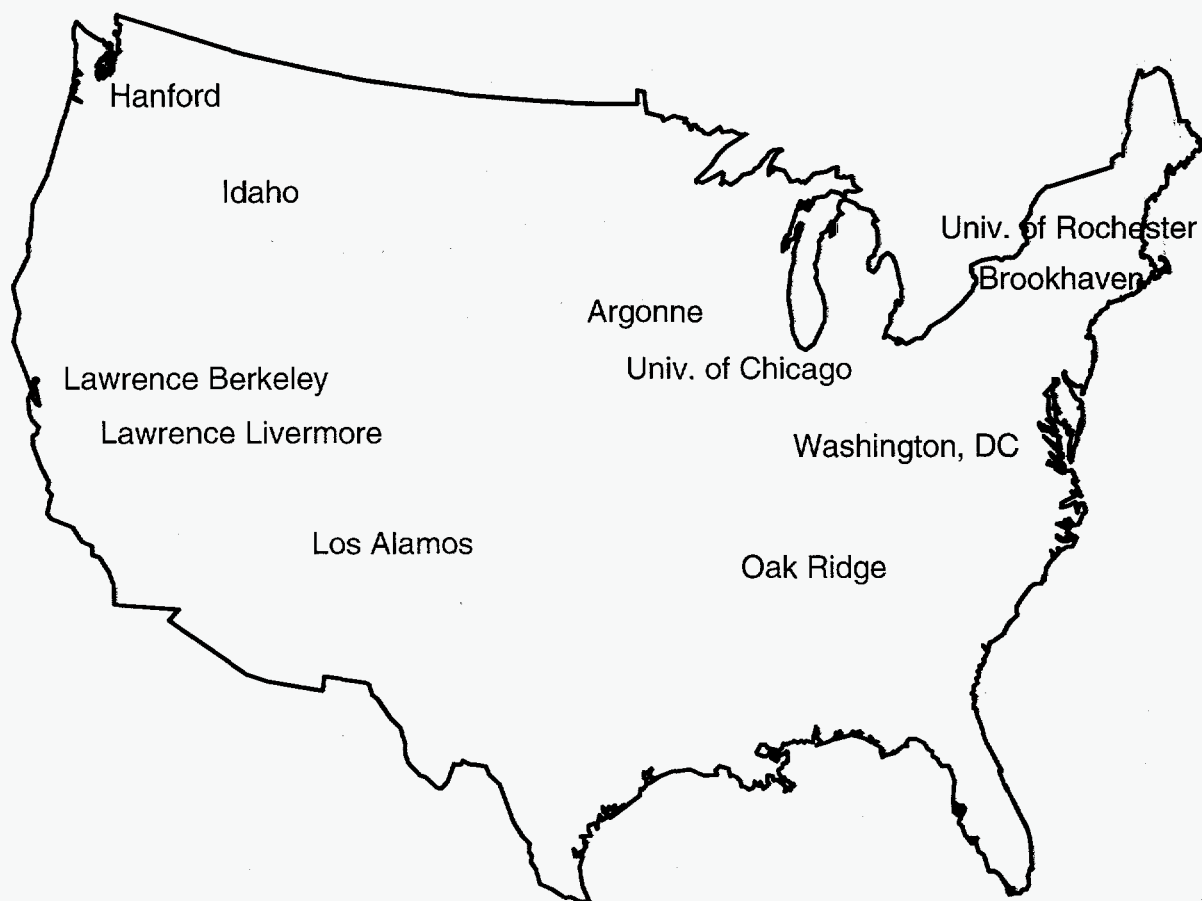 Hanford
Idaho
Univ. of Rochester
Brookhaven
Argonne
Univ. of Chicago
Lawrence Berkeley
Lawrence Livermore
Washington, DC
Los Alamos
Oak Ridge